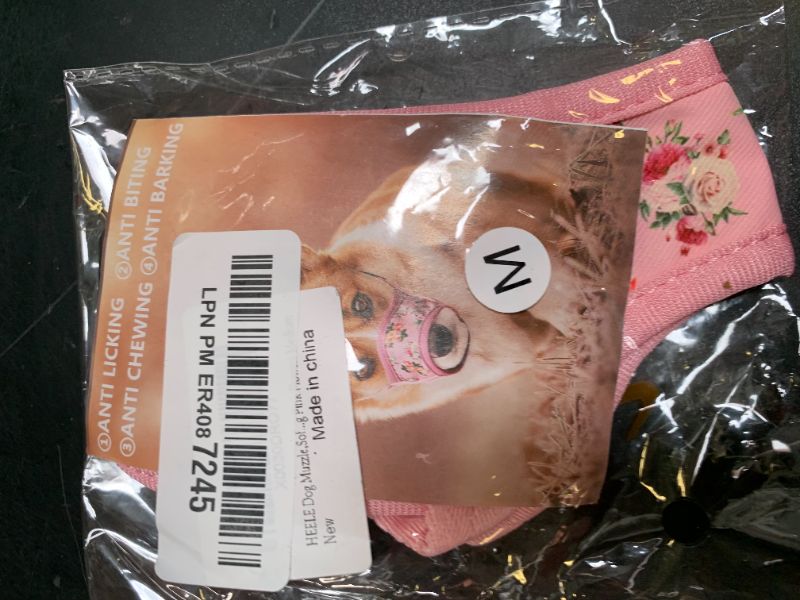 ①ANTI LICKING ②ANTI BITING
③ANTI CHEWING ④ANTI BARKING
M
LPN PM ER408 7245
Made in china
HEELE Dog Muzzle,Sof...g
New